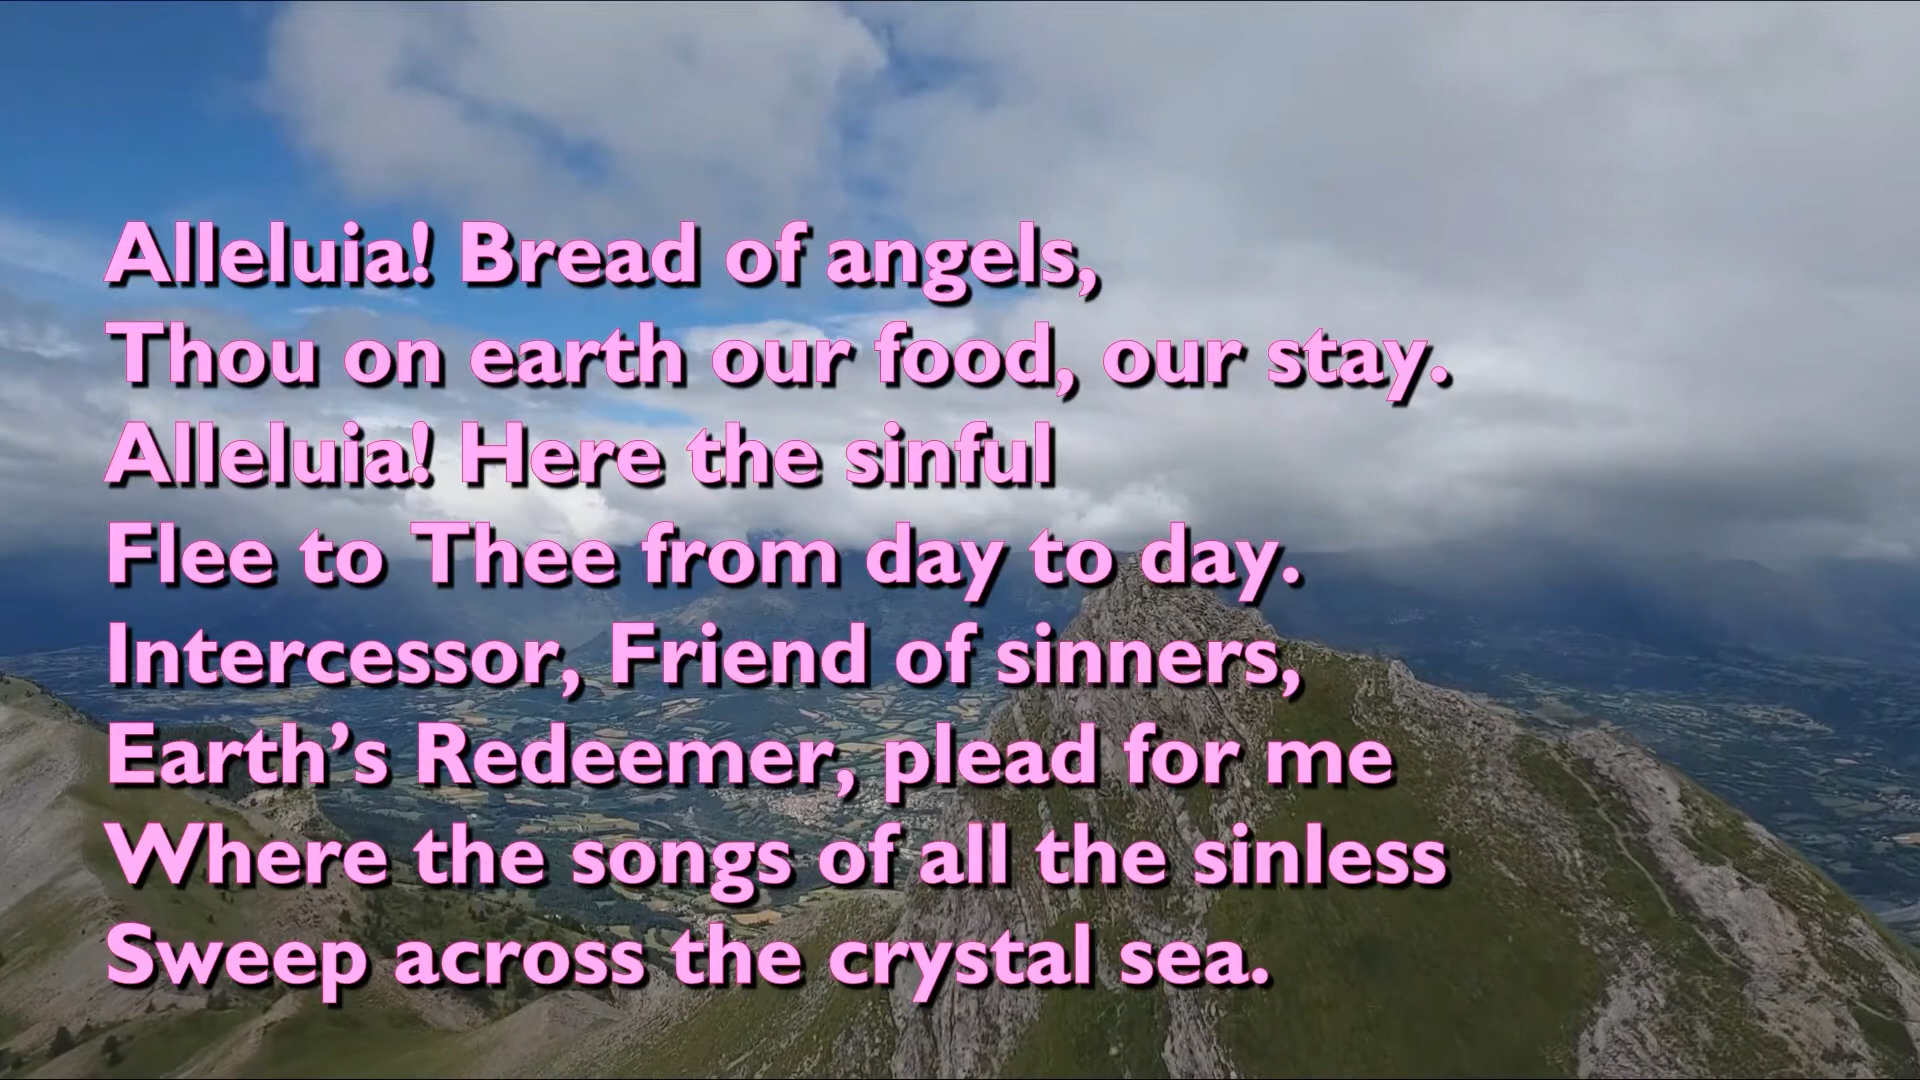 Alleluia! Bread of angels,
Thou on earth our food, our stay.
Alleluia! Here the sinful
Flee to Thee from day to day.
Intercessor, Friend of sinners,
Earth’s Redeemer, plead for me
Where the songs of all the sinless
Sweep across the crystal sea.